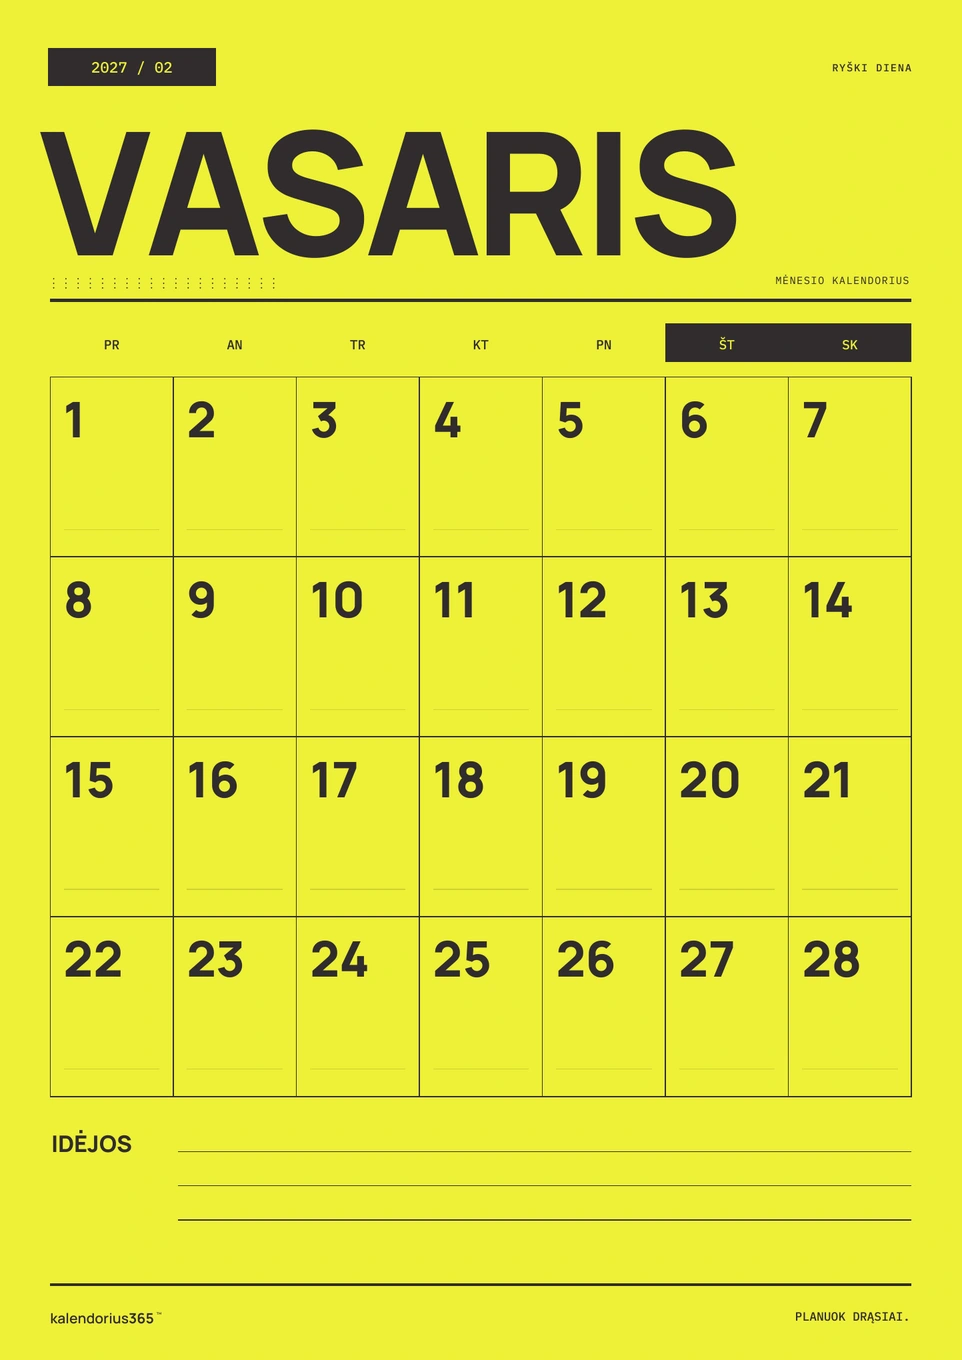 2027 / 02
RYŠKI DIENA
VASARIS
MĖNESIO KALENDORIUS
PR AN TR KT PN ŠT SK
1 2 3 4 5 6 7
8 9 10 11 12 13 14
15 16 17 18 19 20 21
22 23 24 25 26 27 28
IDĖJOS
kalendorius365™
PLANUOK DRĄSIAI.